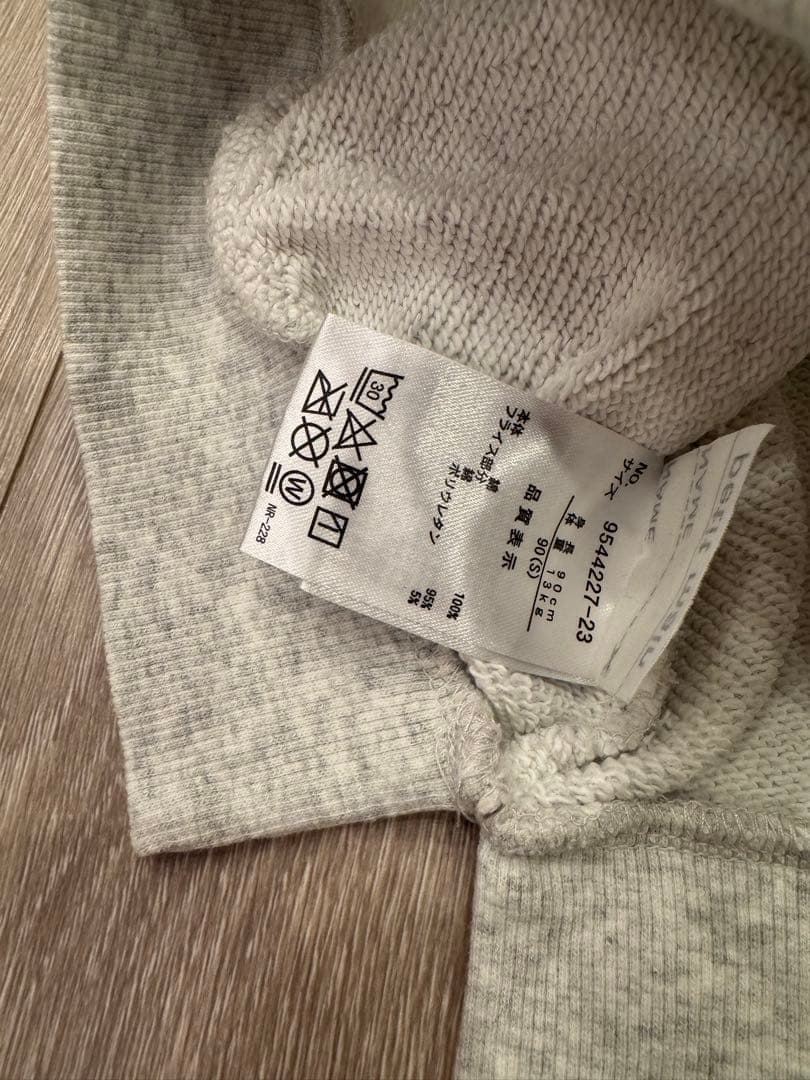 NO. 9544227-23
サイズ 90(S)
身長 90cm
体重 13kg
品質表示
本体 綿 100%
フライス部分 綿 95%
ポリウレタン 5%
30
W
NR-228